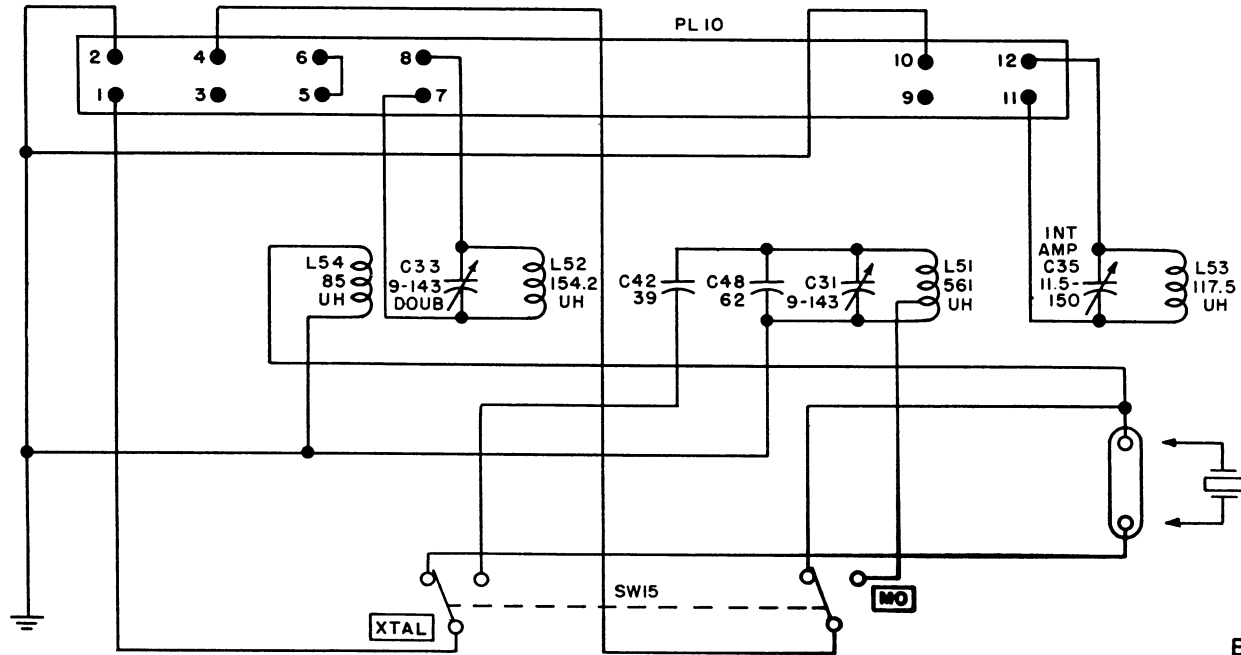 PL 10
2 4 6 8 10 12
1 3 5 7 9 11
L54
85
UH
C33
9-143
DOUB
L52
154.2
UH
C42
39
C48
62
C31
9-143
L51
561
UH
INT
AMP
C35
11.5-
150
L53
117.5
UH
SW15
XTAL
MO
E